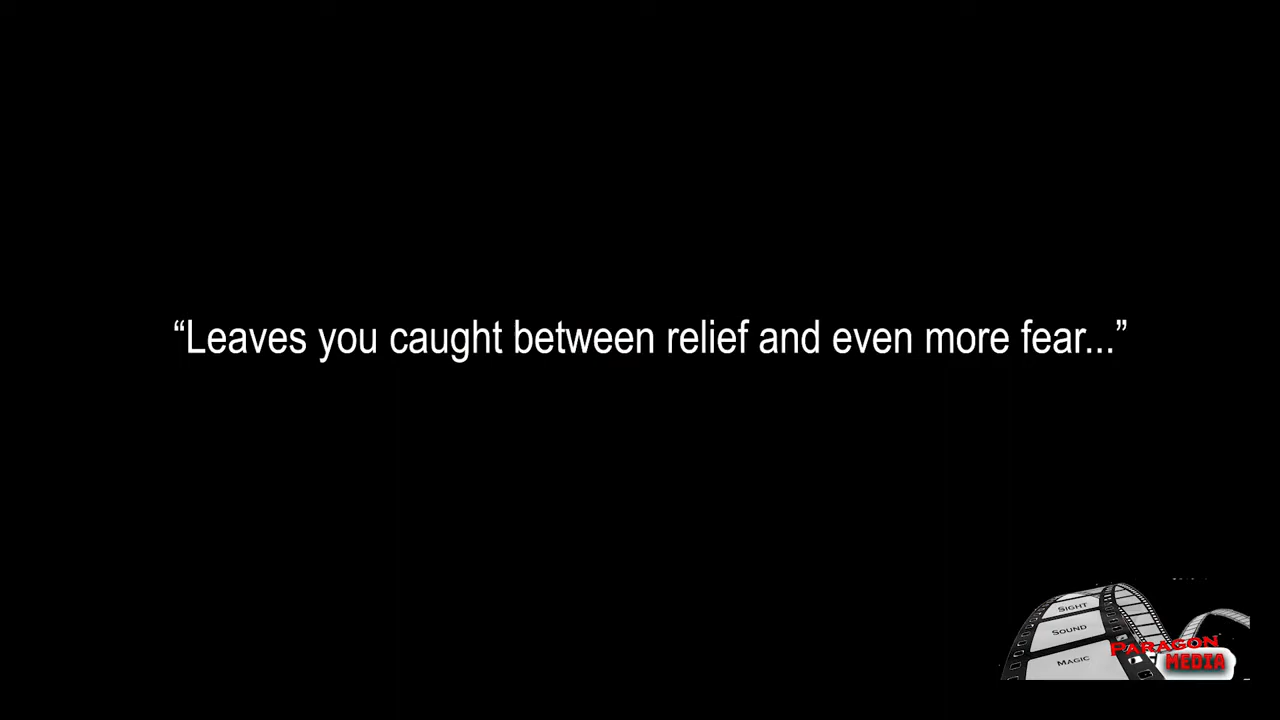 “Leaves you caught between relief and even more fear...”
SIGHT
SOUND
MAGIC
PARAGON
MEDIA